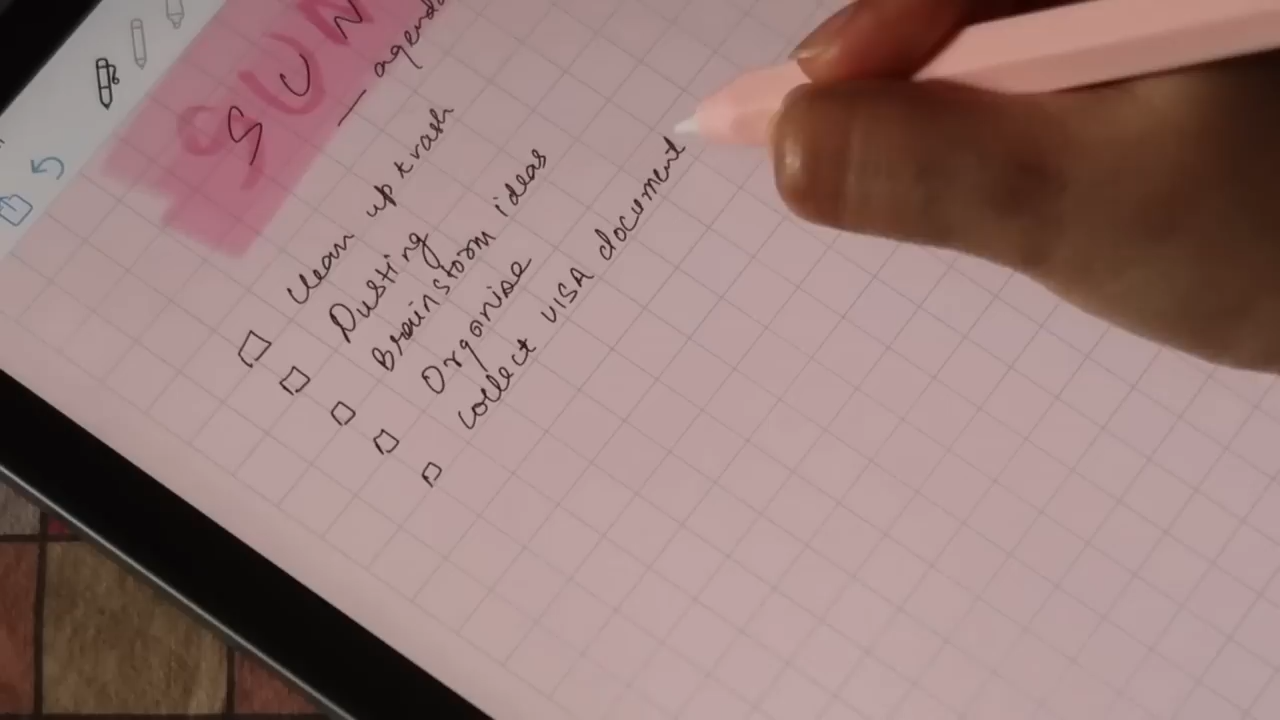 SUN
— agenda
clean up trash
Dusting
Brainstorm ideas
Organise
collect VISA document